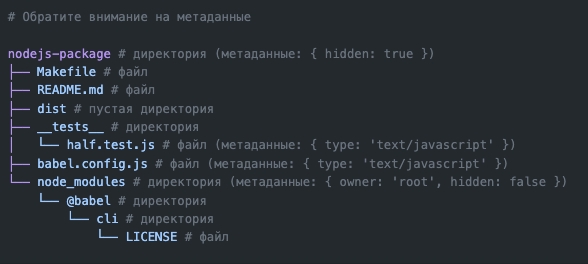 # Обратите внимание на метаданные

nodejs-package # директория (метаданные: { hidden: true })
├── Makefile # файл
├── README.md # файл
├── dist # пустая директория
├── __tests__ # директория
│   └── half.test.js # файл (метаданные: { type: 'text/javascript' })
├── babel.config.js # файл (метаданные: { type: 'text/javascript' })
└── node_modules # директория (метаданные: { owner: 'root', hidden: false })
    └── @babel # директория
        └── cli # директория
            └── LICENSE # файл